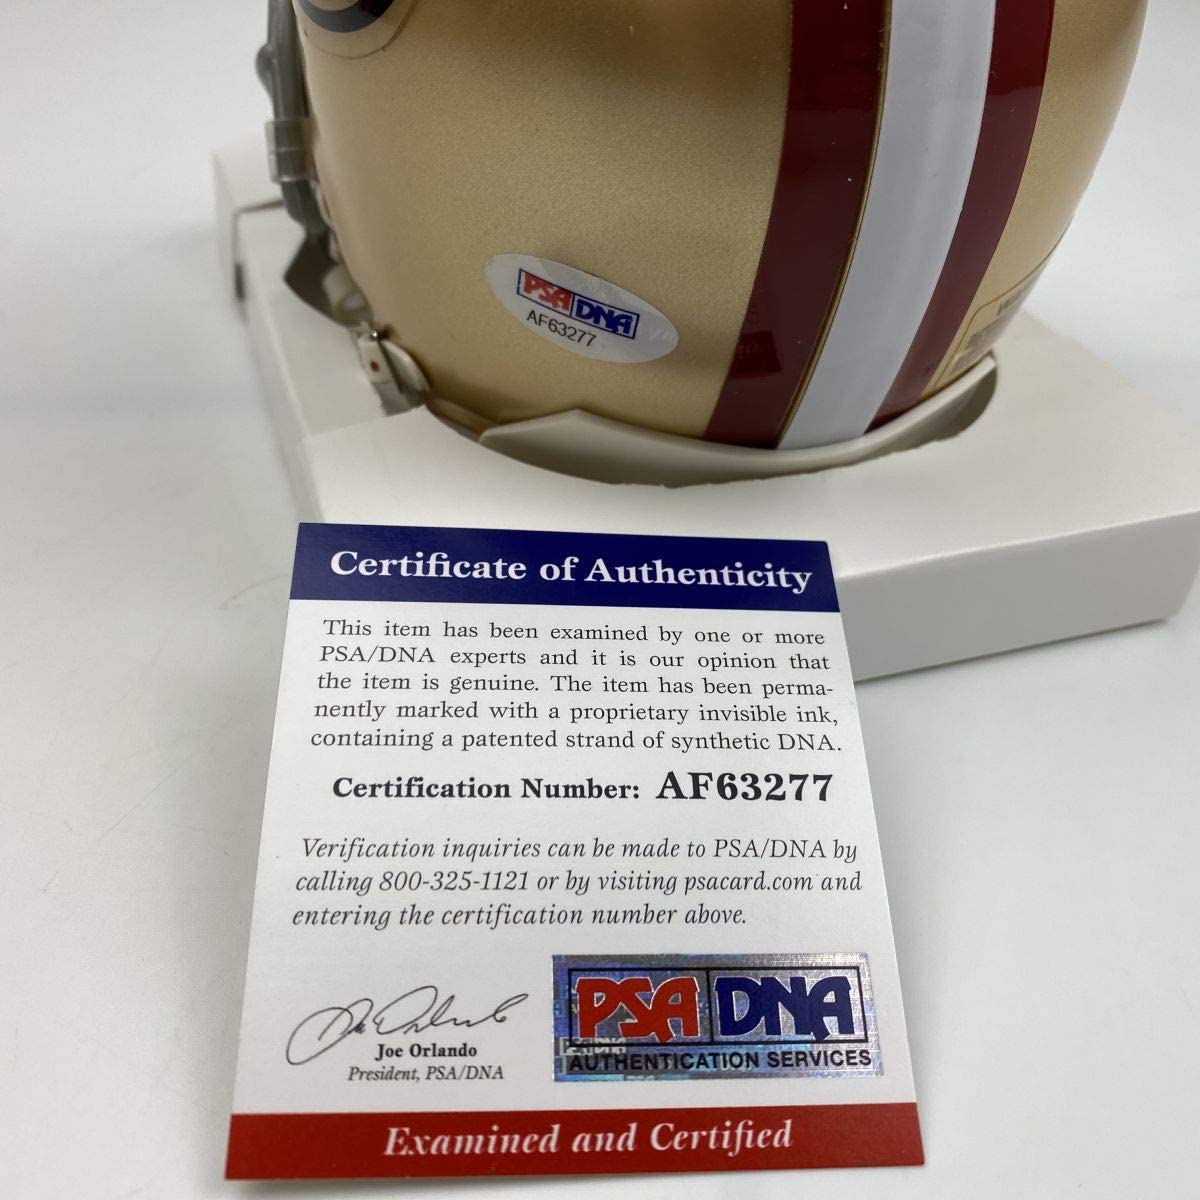 PSA DNA
AF63277
Certificate of Authenticity
This item has been examined by one or more
PSA/DNA experts and it is our opinion that
the item is genuine. The item has been perma-
nently marked with a proprietary invisible ink,
containing a patented strand of synthetic DNA.
Certification Number: AF63277
Verification inquiries can be made to PSA/DNA by
calling 800-325-1121 or by visiting psacard.com and
entering the certification number above.
Joe Orlando
President, PSA/DNA
PSA DNA
AUTHENTICATION SERVICES
Examined and Certified